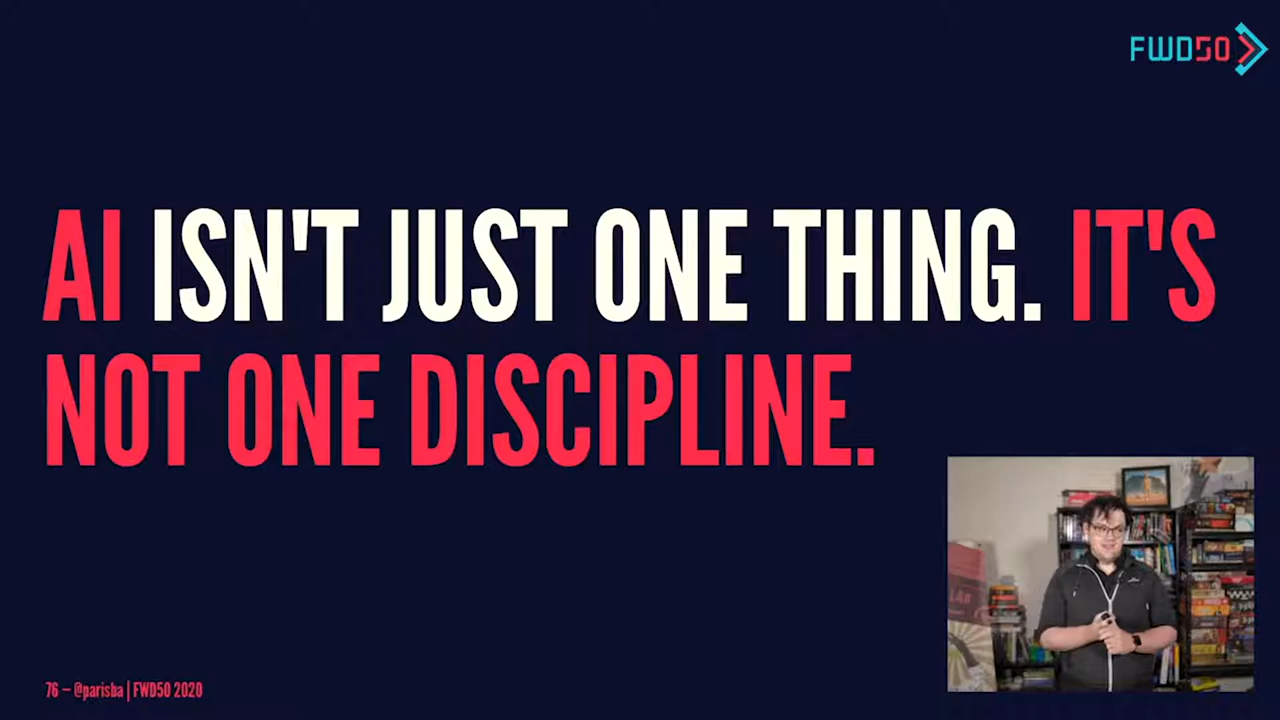 FWD50
AI ISN'T JUST ONE THING. IT'S
NOT ONE DISCIPLINE.
76 – @parisba | FWD50 2020